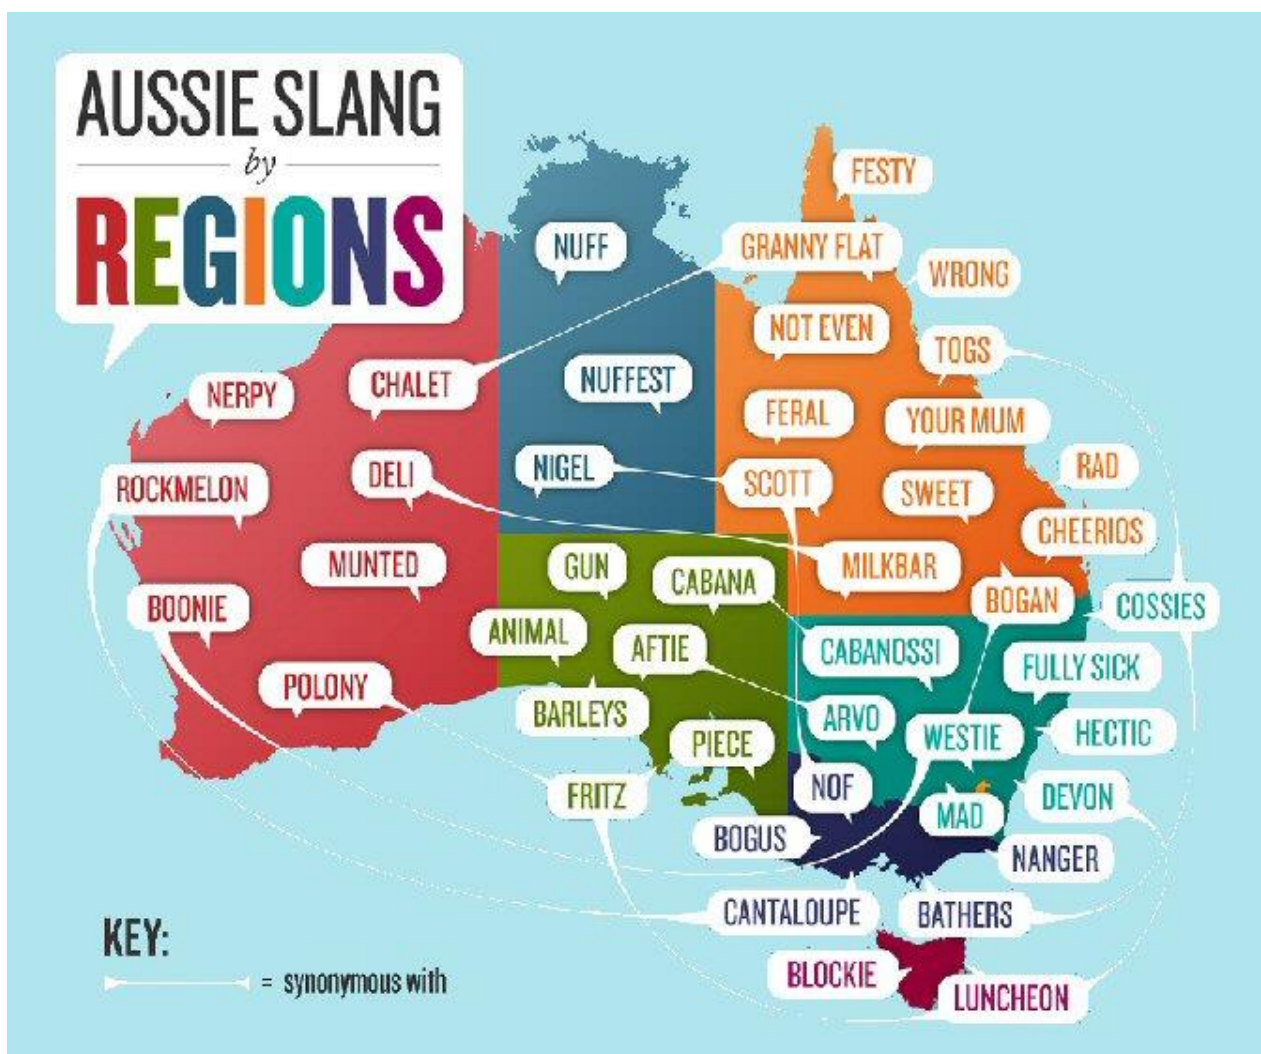 AUSSIE SLANG
by
REGIONS
FESTY
NUFF
GRANNY FLAT
WRONG
NOT EVEN
TOGS
NERPY
CHALET
NUFFEST
FERAL
YOUR MUM
ROCKMELON
DELI
NIGEL
SCOTT
SWEET
RAD
CHEERIOS
MUNTED
GUN
CABANA
MILKBAR
BOGAN
COSSIES
BOONIE
ANIMAL
AFTIE
CABANOSSI
FULLY SICK
POLONY
BARLEYS
ARVO
WESTIE
HECTIC
PIECE
FRITZ
NOF
MAD
DEVON
BOGUS
NANGER
CANTALOUPE
BATHERS
BLOCKIE
LUNCHEON
KEY:
= synonymous with